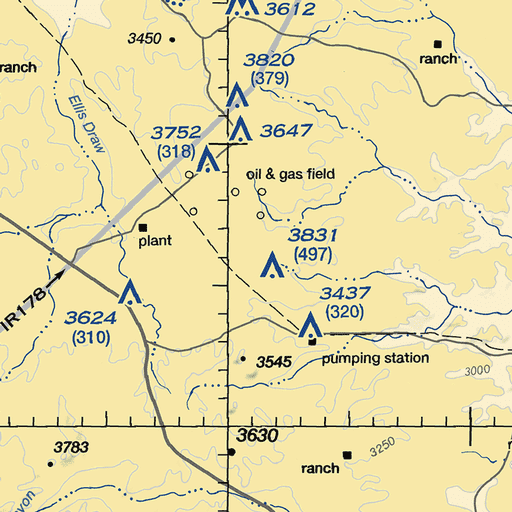 3612
3450
ranch
ranch
3820
(379)
Ellis Draw
3752
(318)
3647
oil & gas field
plant
3831
(497)
IR178
3437
(320)
3624
(310)
3545
pumping station
3000
3630
3783
3250
ranch
yon